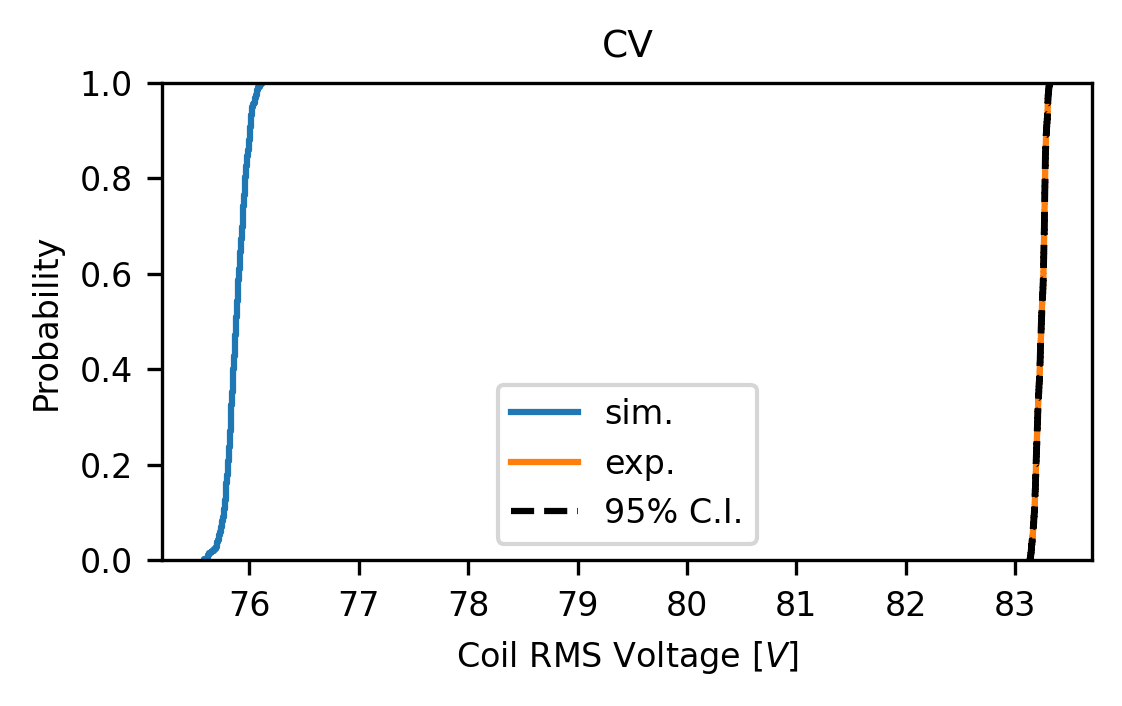 CV
1.0
0.8
0.6
0.4
0.2
0.0
Probability
sim.
exp.
95% C.I.
76 77 78 79 80 81 82 83
Coil RMS Voltage [V]